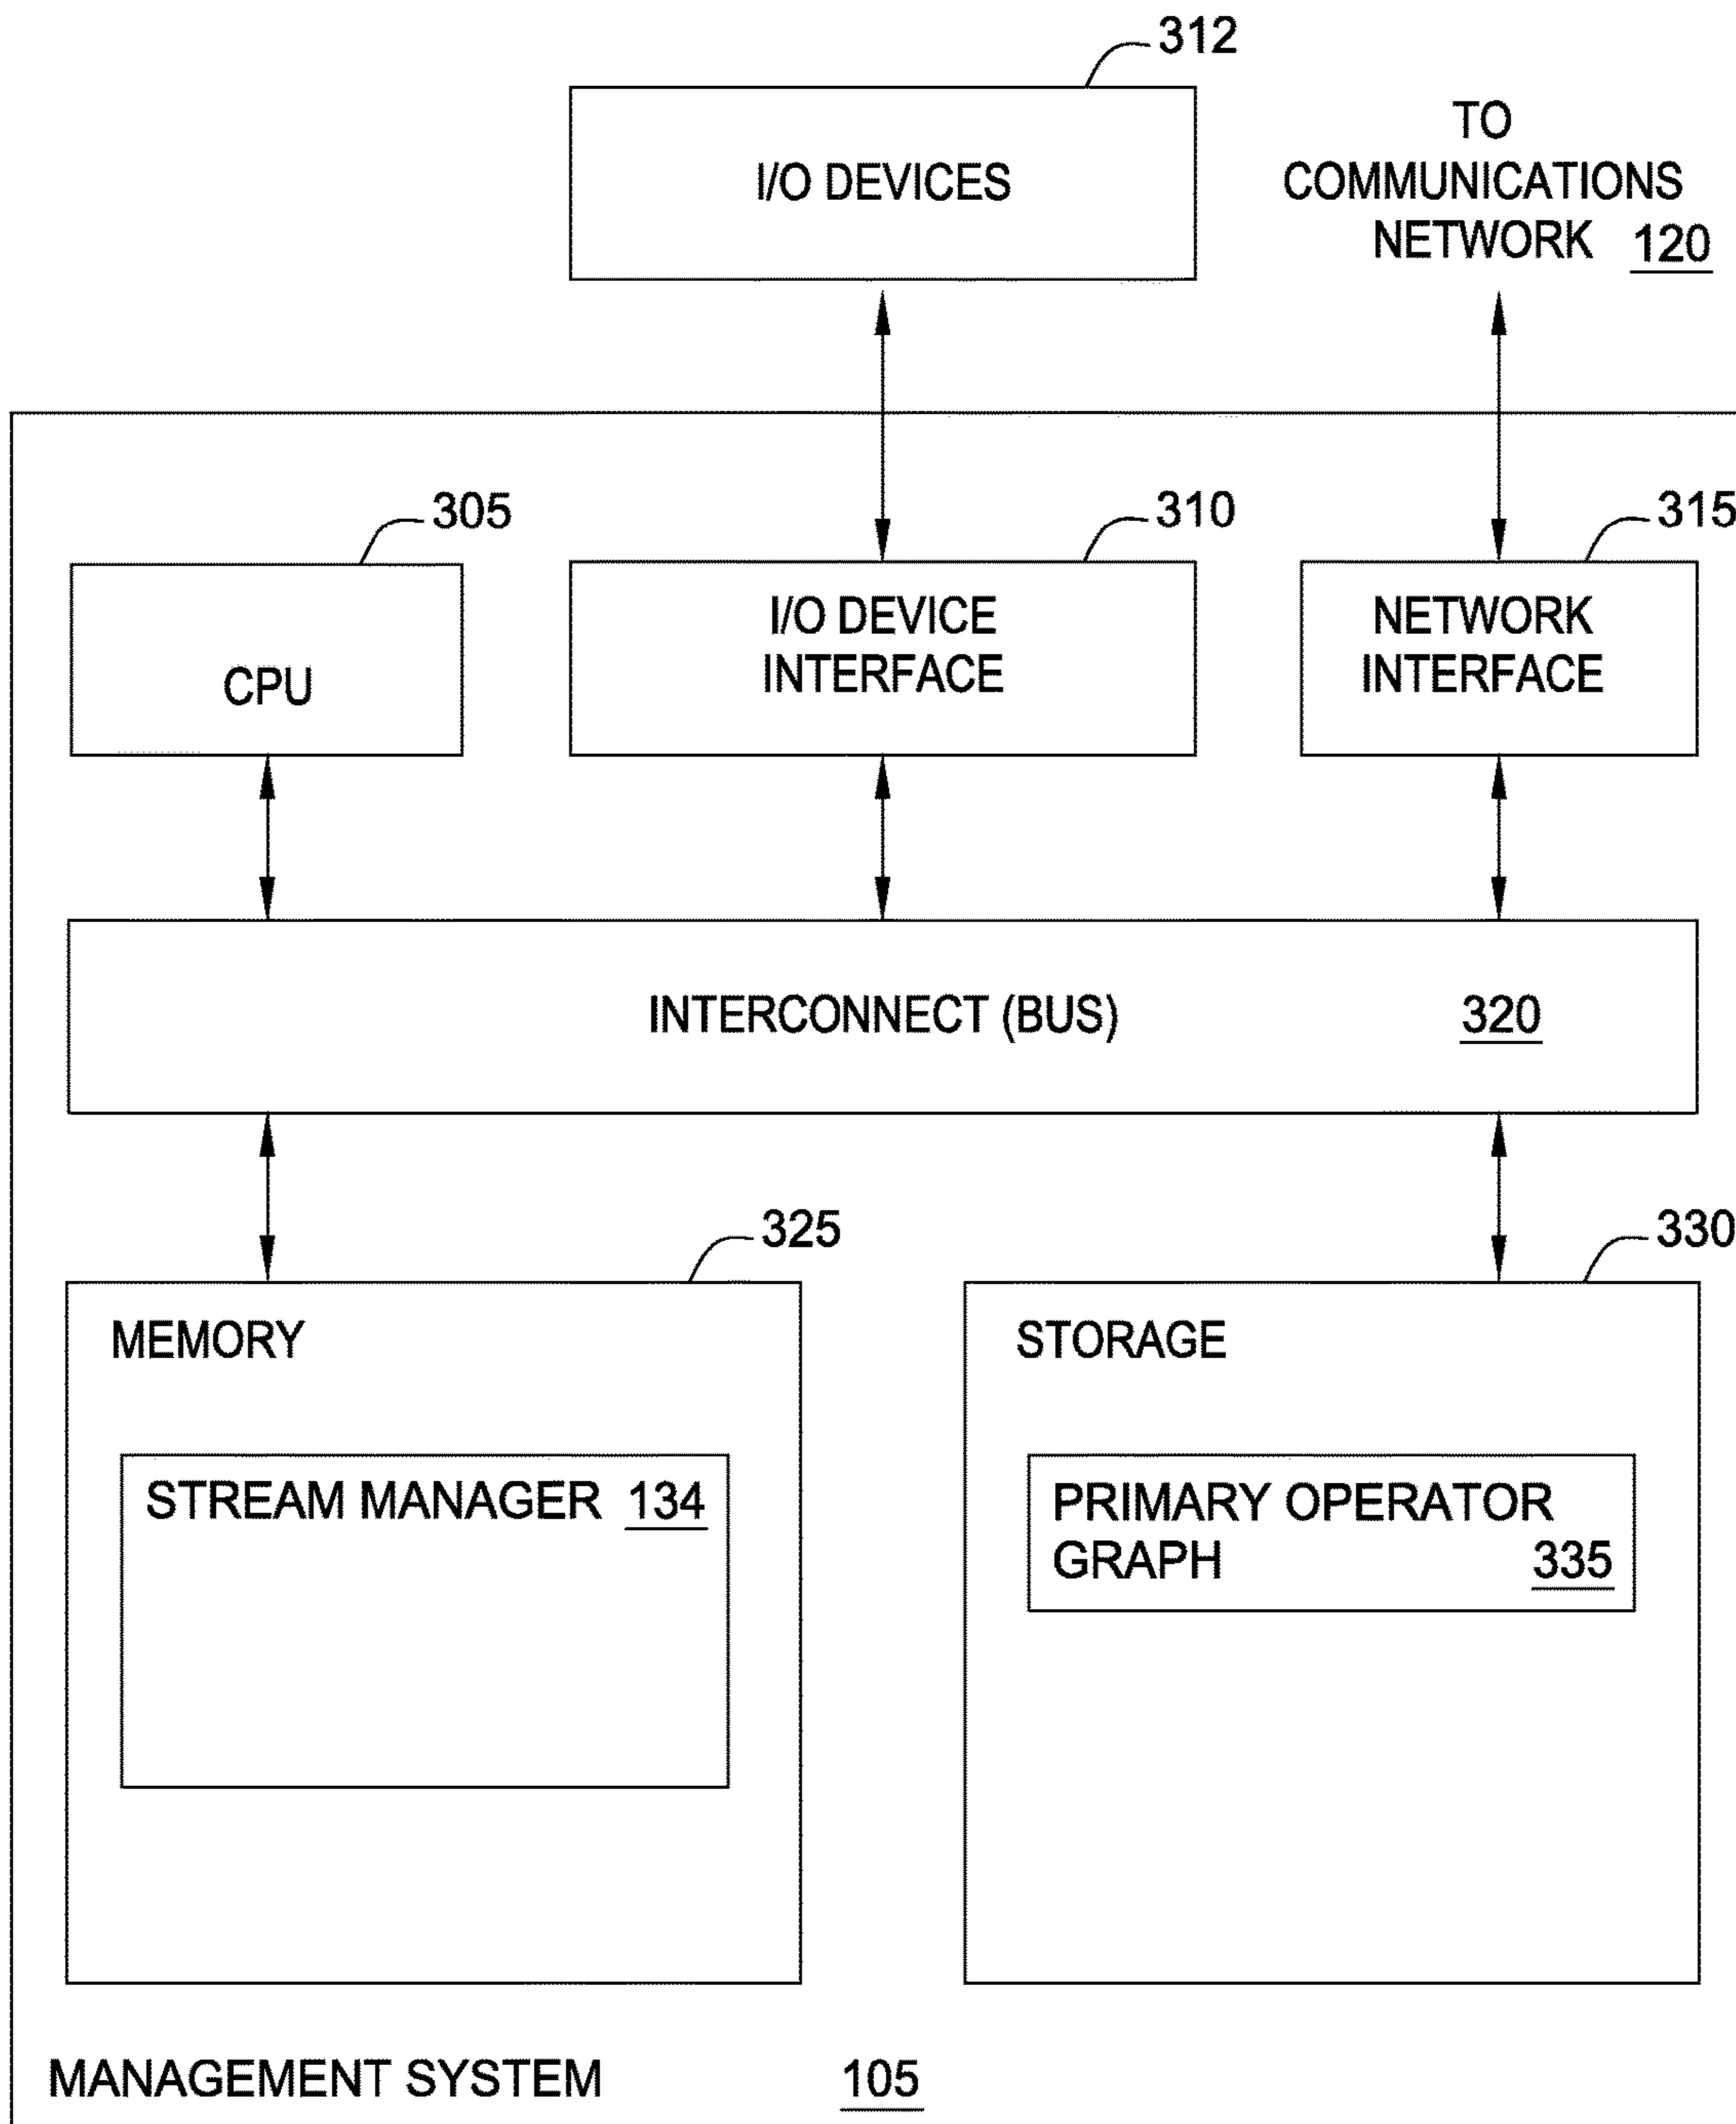 312
I/O DEVICES
TO
COMMUNICATIONS
NETWORK 120
305
310
315
CPU
I/O DEVICE
INTERFACE
NETWORK
INTERFACE
INTERCONNECT (BUS) 320
325
330
MEMORY
STREAM MANAGER 134
STORAGE
PRIMARY OPERATOR
GRAPH 335
MANAGEMENT SYSTEM 105